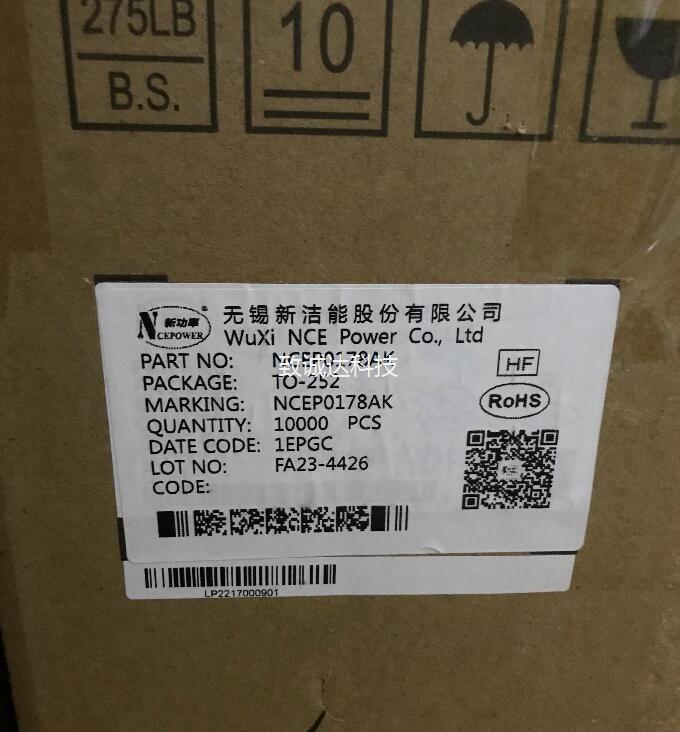 275LB
B.S.
10
新功率
NCEPOWER
®
无锡新洁能股份有限公司
WuXi NCE Power Co., Ltd
PART NO: NCEP0178AK
致诚达科技
HF
PACKAGE: TO-252
MARKING: NCEP0178AK
RoHS
QUANTITY: 10000 PCS
DATE CODE: 1EPGC
LOT NO: FA23-4426
CODE:
LP2217000901